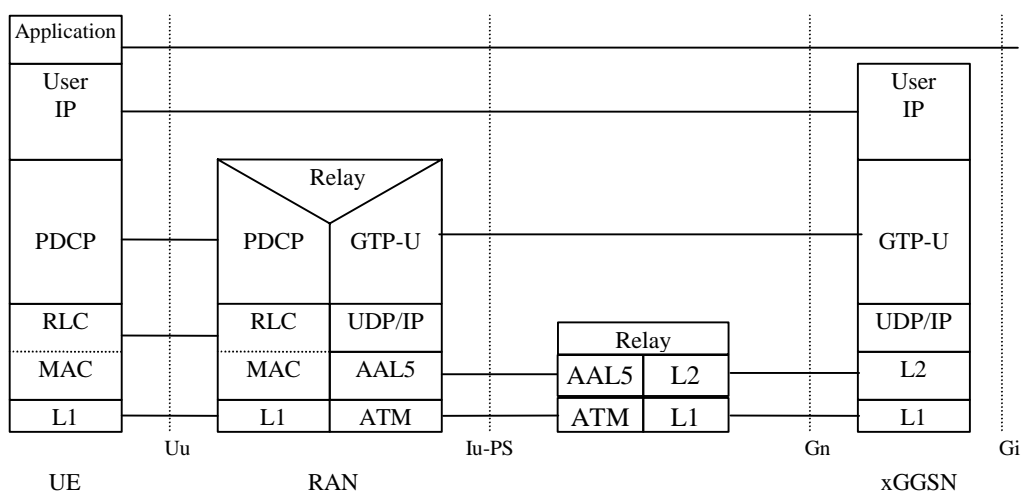 Application
User
IP
User
IP
Relay
PDCP
PDCP
GTP-U
GTP-U
RLC
RLC
UDP/IP
UDP/IP
Relay
MAC
MAC
AAL5
AAL5
L2
L2
L1
L1
ATM
ATM
L1
L1
Uu
Iu-PS
Gn
Gi
UE
RAN
xGGSN